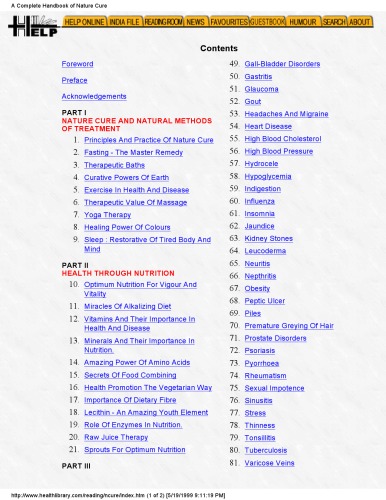 A Complete Handbook of Nature Cure
HELP
HELP ONLINE | INDIA FILE | READING ROOM | NEWS | FAVOURITES | GUESTBOOK | HUMOUR | SEARCH | ABOUT
Contents
Foreword
Preface
Acknowledgements
PART I
NATURE CURE AND NATURAL METHODS
OF TREATMENT
1. Principles And Practice Of Nature Cure
2. Fasting - The Master Remedy
3. Therapeutic Baths
4. Curative Powers Of Earth
5. Exercise In Health And Disease
6. Therapeutic Value Of Massage
7. Yoga Therapy
8. Healing Power Of Colours
9. Sleep : Restorative Of Tired Body And
Mind
PART II
HEALTH THROUGH NUTRITION
10. Optimum Nutrition For Vigour And
Vitality
11. Miracles Of Alkalizing Diet
12. Vitamins And Their Importance In
Health And Disease
13. Minerals And Their Importance In
Nutrition.
14. Amazing Power Of Amino Acids
15. Secrets Of Food Combining
16. Health Promotion The Vegetarian Way
17. Importance Of Dietary Fibre
18. Lecithin - An Amazing Youth Element
19. Role Of Enzymes In Nutrition.
20. Raw Juice Therapy
21. Sprouts For Optimum Nutrition
PART III
49. Gall-Bladder Disorders
50. Gastritis
51. Glaucoma
52. Gout
53. Headaches And Migraine
54. Heart Disease
55. High Blood Cholesterol
56. High Blood Pressure
57. Hydrocele
58. Hypoglycemia
59. Indigestion
60. Influenza
61. Insomnia
62. Jaundice
63. Kidney Stones
64. Leucoderma
65. Neuritis
66. Nephritis
67. Obesity
68. Peptic Ulcer
69. Piles
70. Premature Greying Of Hair
71. Prostate Disorders
72. Psoriasis
73. Pyorrhoea
74. Rheumatism
75. Sexual Impotence
76. Sinusitis
77. Stress
78. Thinness
79. Tonsillitis
80. Tuberculosis
81. Varicose Veins
http://www.healthlibrary.com/reading/ncure/index.htm (1 of 2) [5/19/1999 9:11:18 PM]